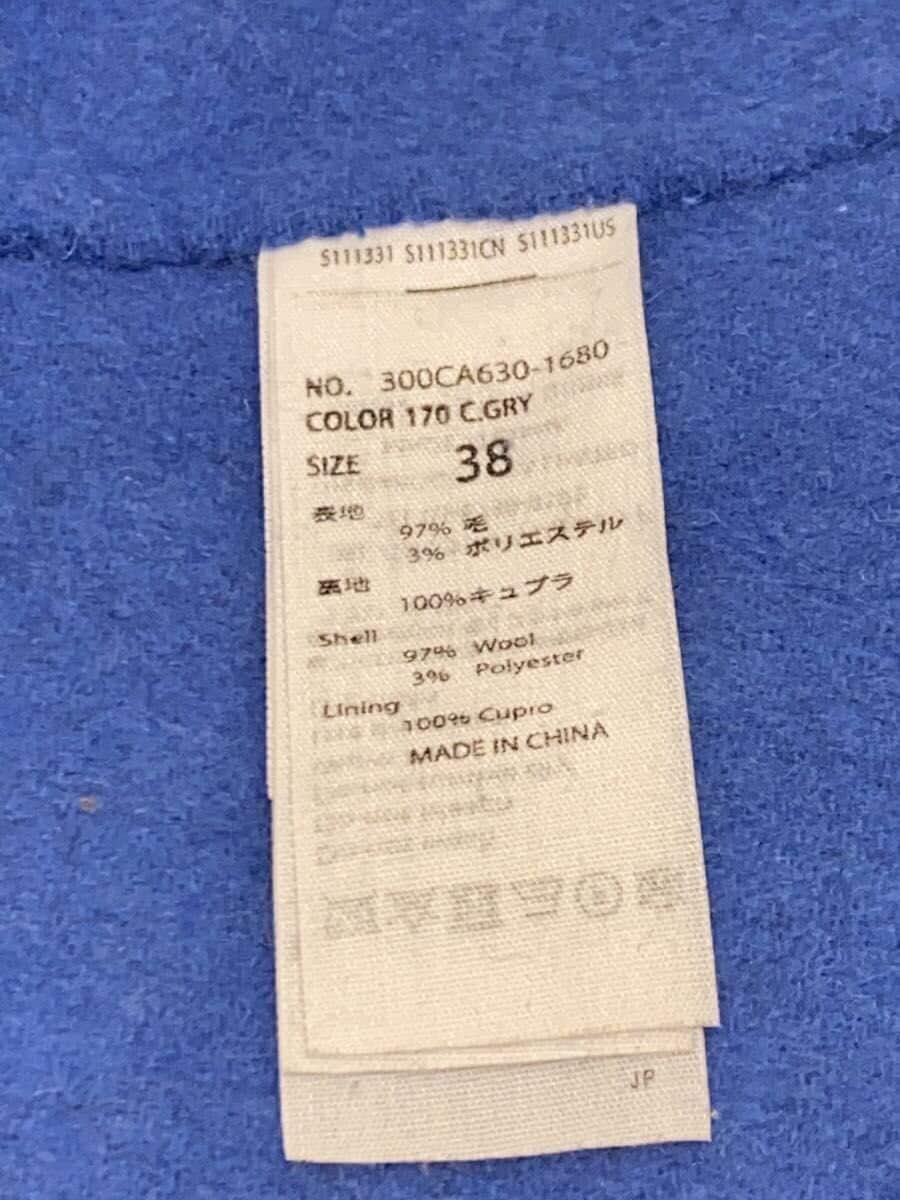 S111331 S111331CN S111331US
NO. 300CA630-1680
COLOR 170 C.GRY
SIZE 38
表地
97% 毛
3% ポリエステル
裏地
100%キュプラ
Shell
97% Wool
3% Polyester
Lining
100% Cupro
MADE IN CHINA
JP